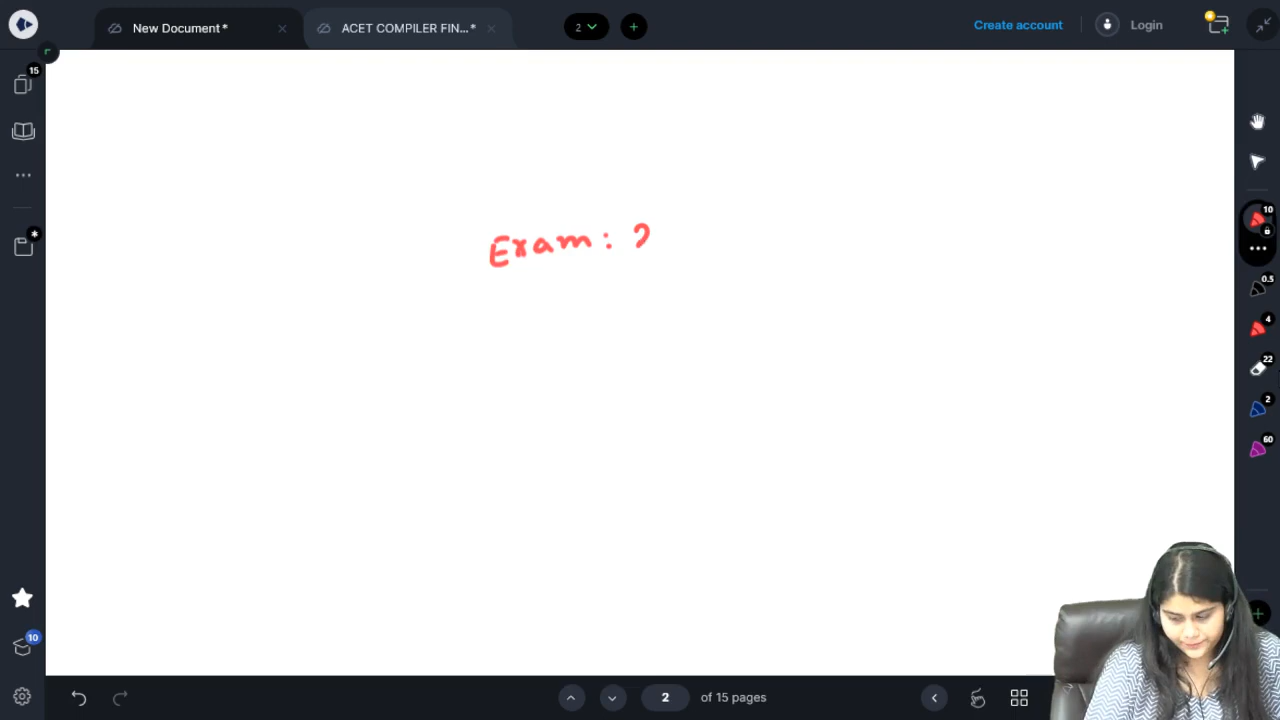 New Document*
ACET COMPILER FIN...*
2
Create account
Login
15
Exam: 2
10
0.5
4
22
2
60
10
2
of 15 pages